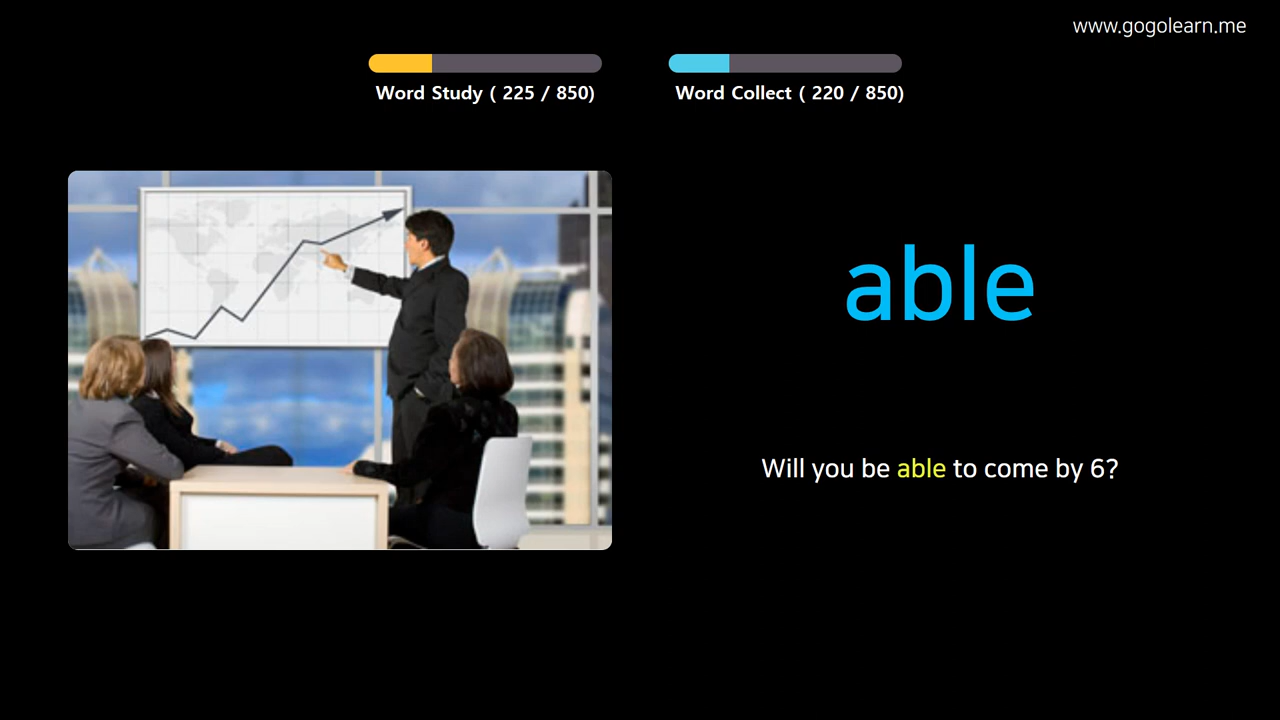 www.gogolearn.me
Word Study ( 225 / 850)
Word Collect ( 220 / 850)
able
Will you be able to come by 6?